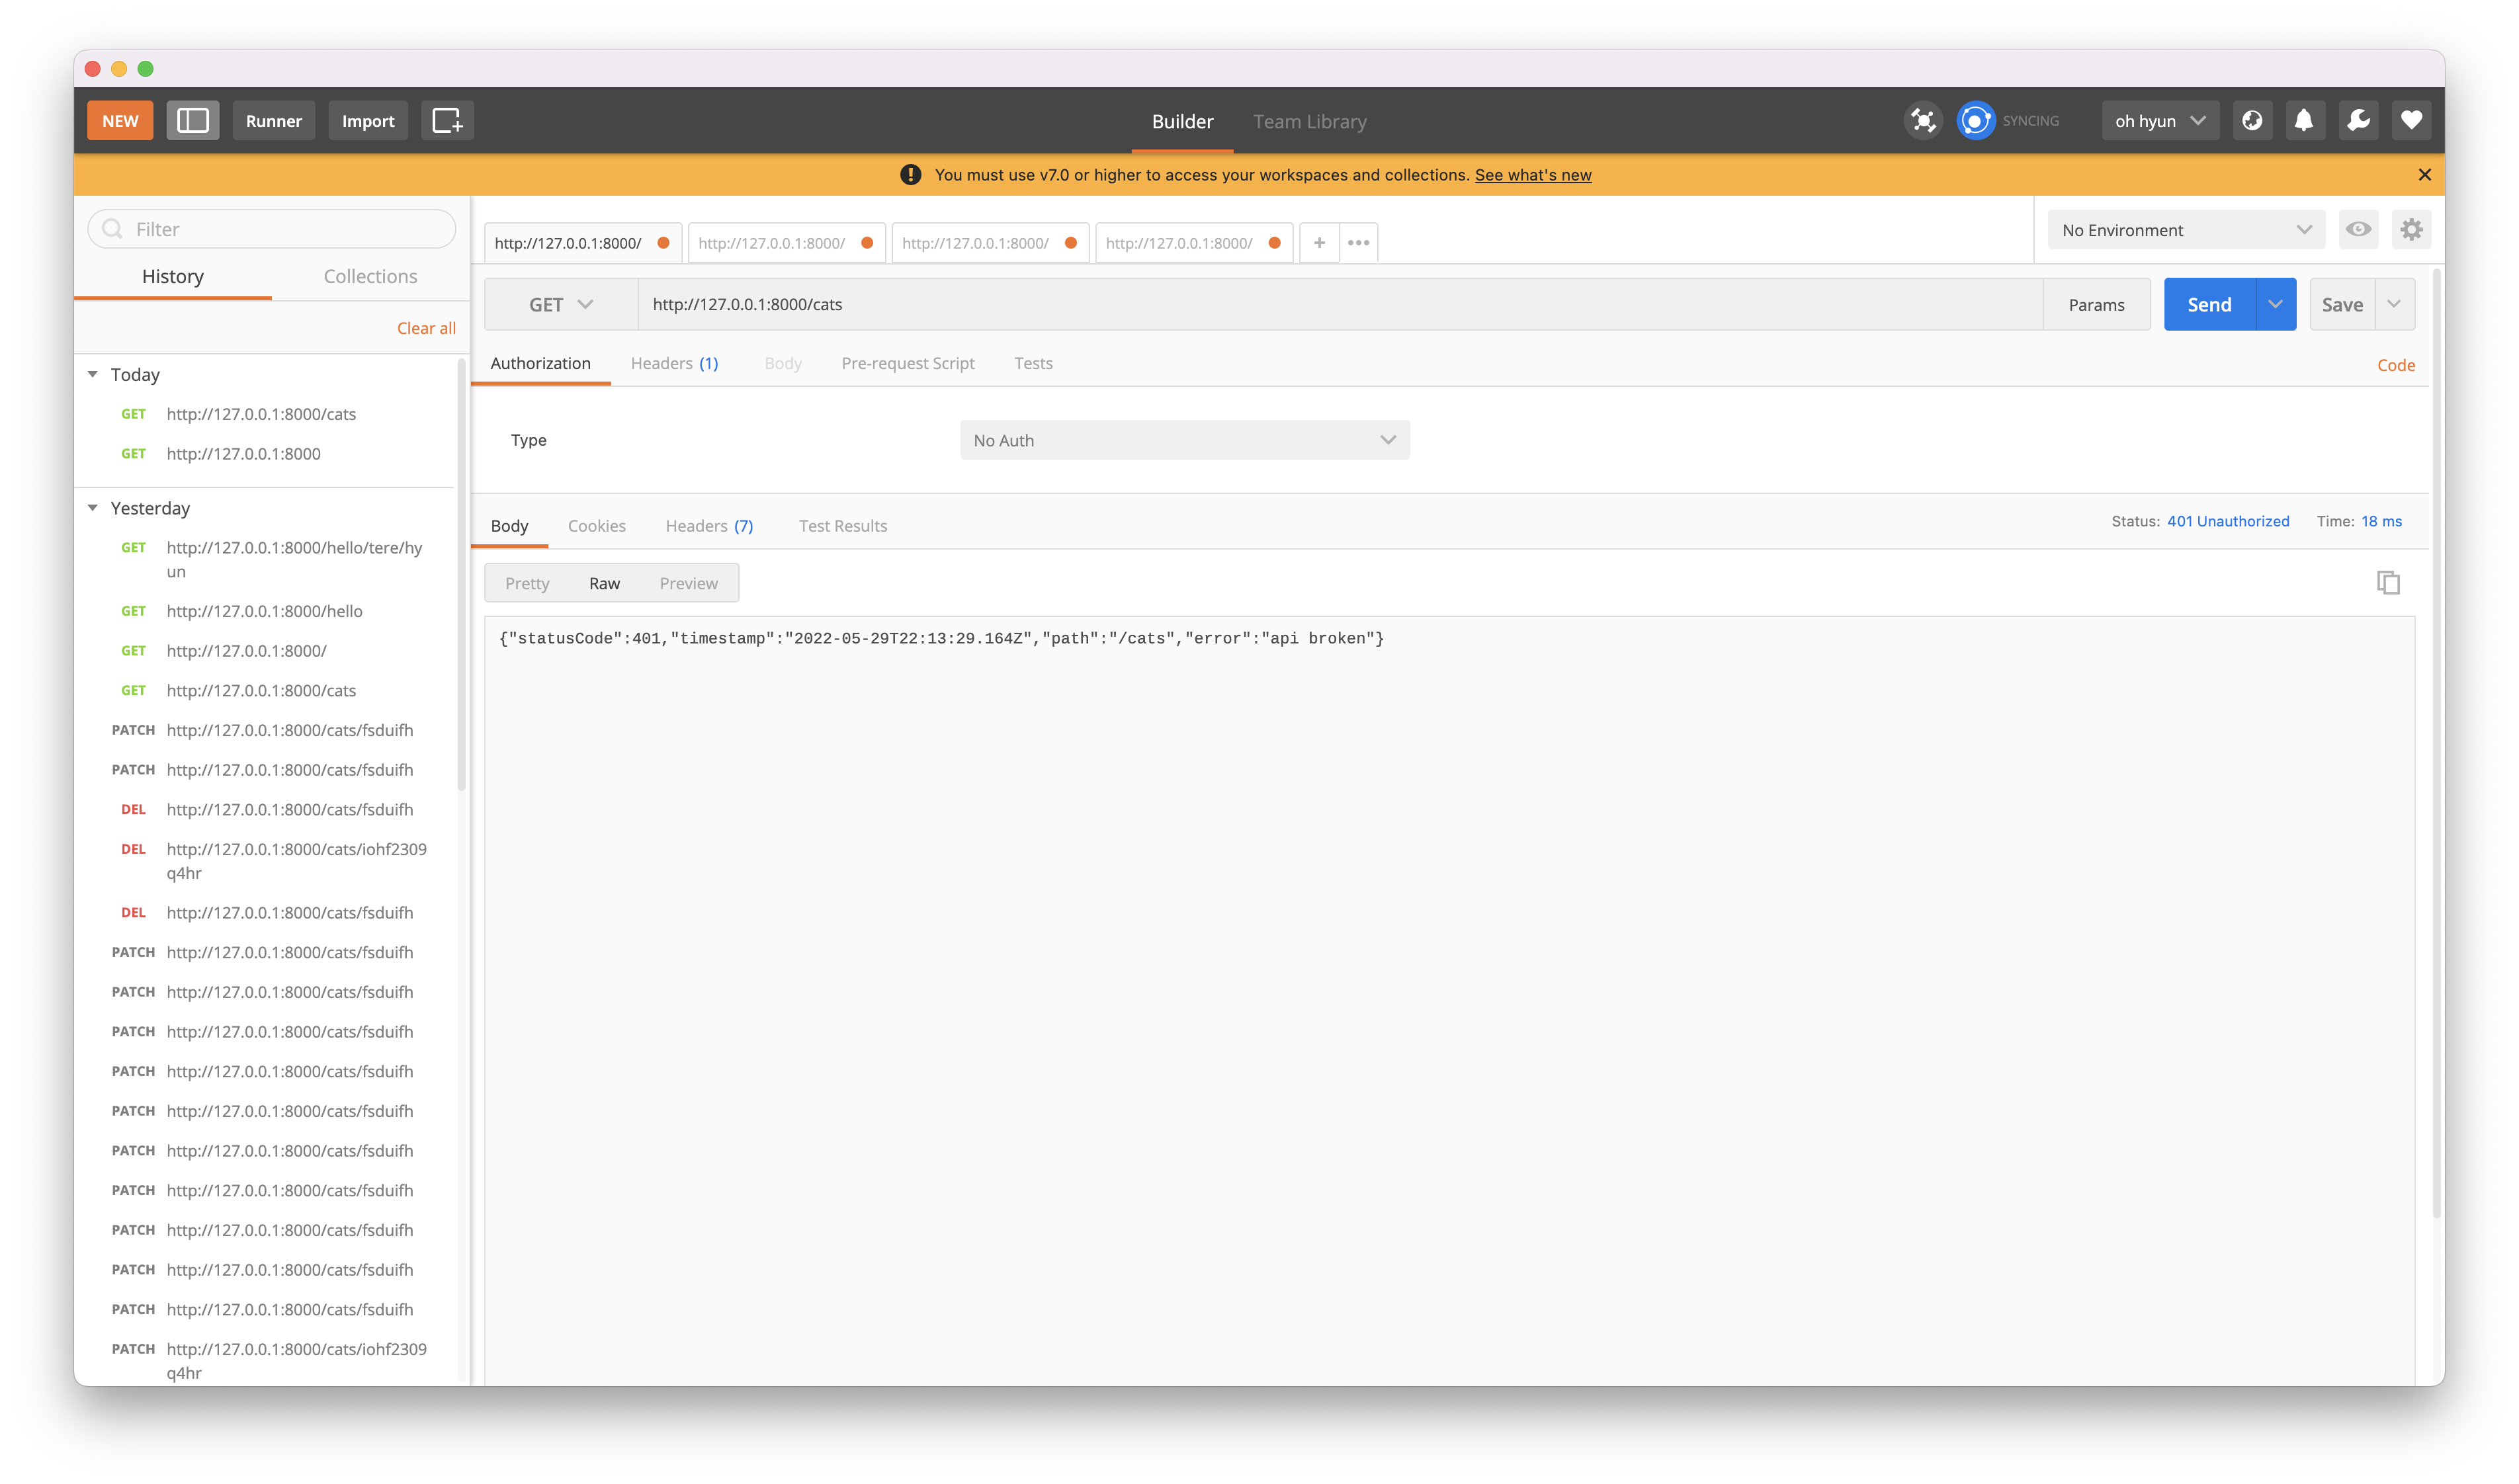 NEW Runner Import Builder Team Library SYNCING oh hyun
You must use v7.0 or higher to access your workspaces and collections. See what's new
Filter
History Collections
Clear all
Today
GET http://127.0.0.1:8000/cats
GET http://127.0.0.1:8000
Yesterday
GET http://127.0.0.1:8000/hello/tere/hy
un
GET http://127.0.0.1:8000/hello
GET http://127.0.0.1:8000/
GET http://127.0.0.1:8000/cats
PATCH http://127.0.0.1:8000/cats/fsduifh
PATCH http://127.0.0.1:8000/cats/fsduifh
DEL http://127.0.0.1:8000/cats/fsduifh
DEL http://127.0.0.1:8000/cats/iohf2309
q4hr
DEL http://127.0.0.1:8000/cats/fsduifh
PATCH http://127.0.0.1:8000/cats/fsduifh
PATCH http://127.0.0.1:8000/cats/fsduifh
PATCH http://127.0.0.1:8000/cats/fsduifh
PATCH http://127.0.0.1:8000/cats/fsduifh
PATCH http://127.0.0.1:8000/cats/fsduifh
PATCH http://127.0.0.1:8000/cats/fsduifh
PATCH http://127.0.0.1:8000/cats/fsduifh
PATCH http://127.0.0.1:8000/cats/fsduifh
PATCH http://127.0.0.1:8000/cats/fsduifh
PATCH http://127.0.0.1:8000/cats/fsduifh
PATCH http://127.0.0.1:8000/cats/iohf2309
q4hr
http://127.0.0.1:8000/ http://127.0.0.1:8000/ http://127.0.0.1:8000/ http://127.0.0.1:8000/ No Environment
GET http://127.0.0.1:8000/cats Params Send Save
Authorization Headers (1) Body Pre-request Script Tests Code
Type No Auth
Body Cookies Headers (7) Test Results Status: 401 Unauthorized Time: 18 ms
Pretty Raw Preview
{"statusCode":401,"timestamp":"2022-05-29T22:13:29.164Z","path":"/cats","error":"api broken"}